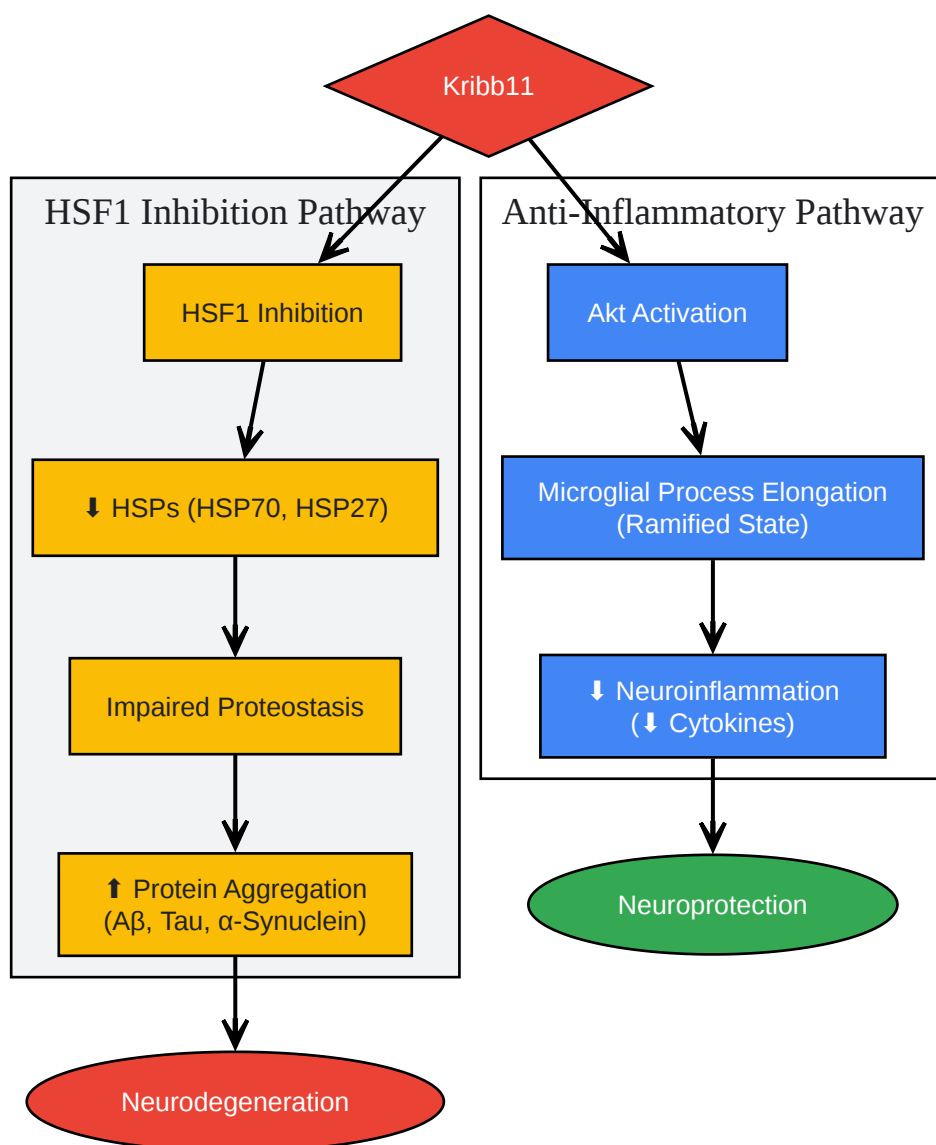 Kribb11
HSF1 Inhibition Pathway
HSF1 Inhibition
⬇ HSPs (HSP70, HSP27)
Impaired Proteostasis
⬆ Protein Aggregation
(Aβ, Tau, α-Synuclein)
Neurodegeneration
Anti-Inflammatory Pathway
Akt Activation
Microglial Process Elongation
(Ramified State)
⬇ Neuroinflammation
(⬇ Cytokines)
Neuroprotection